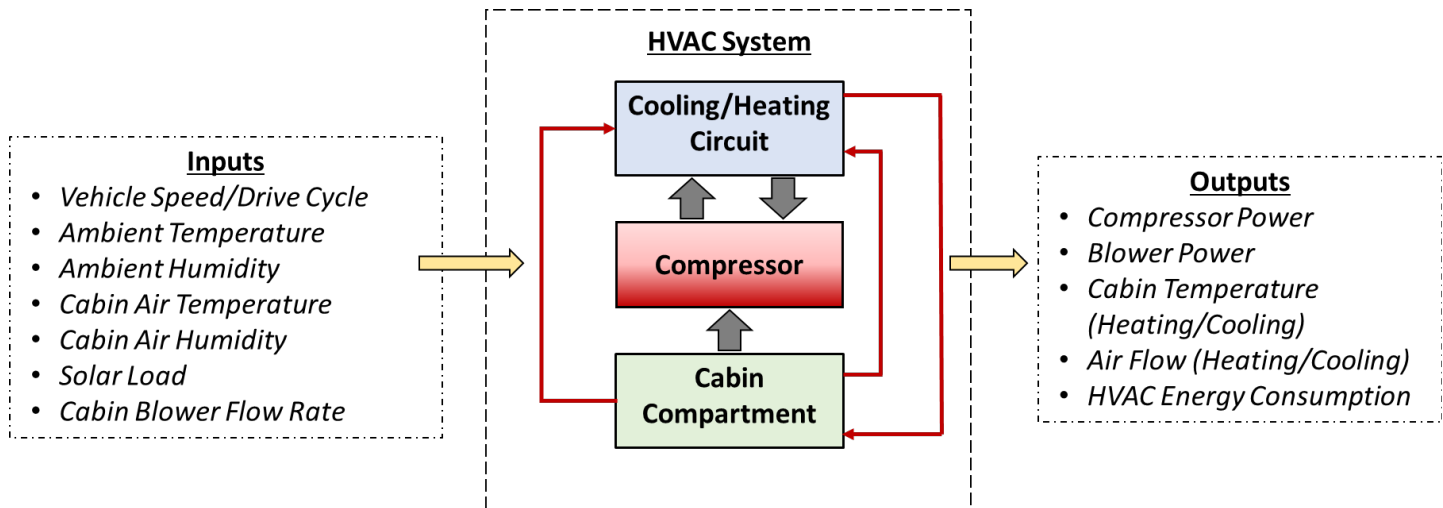 Inputs
• Vehicle Speed/Drive Cycle
• Ambient Temperature
• Ambient Humidity
• Cabin Air Temperature
• Cabin Air Humidity
• Solar Load
• Cabin Blower Flow Rate
HVAC System
Cooling/Heating
Circuit
Compressor
Cabin
Compartment
Outputs
• Compressor Power
• Blower Power
• Cabin Temperature
(Heating/Cooling)
• Air Flow (Heating/Cooling)
• HVAC Energy Consumption